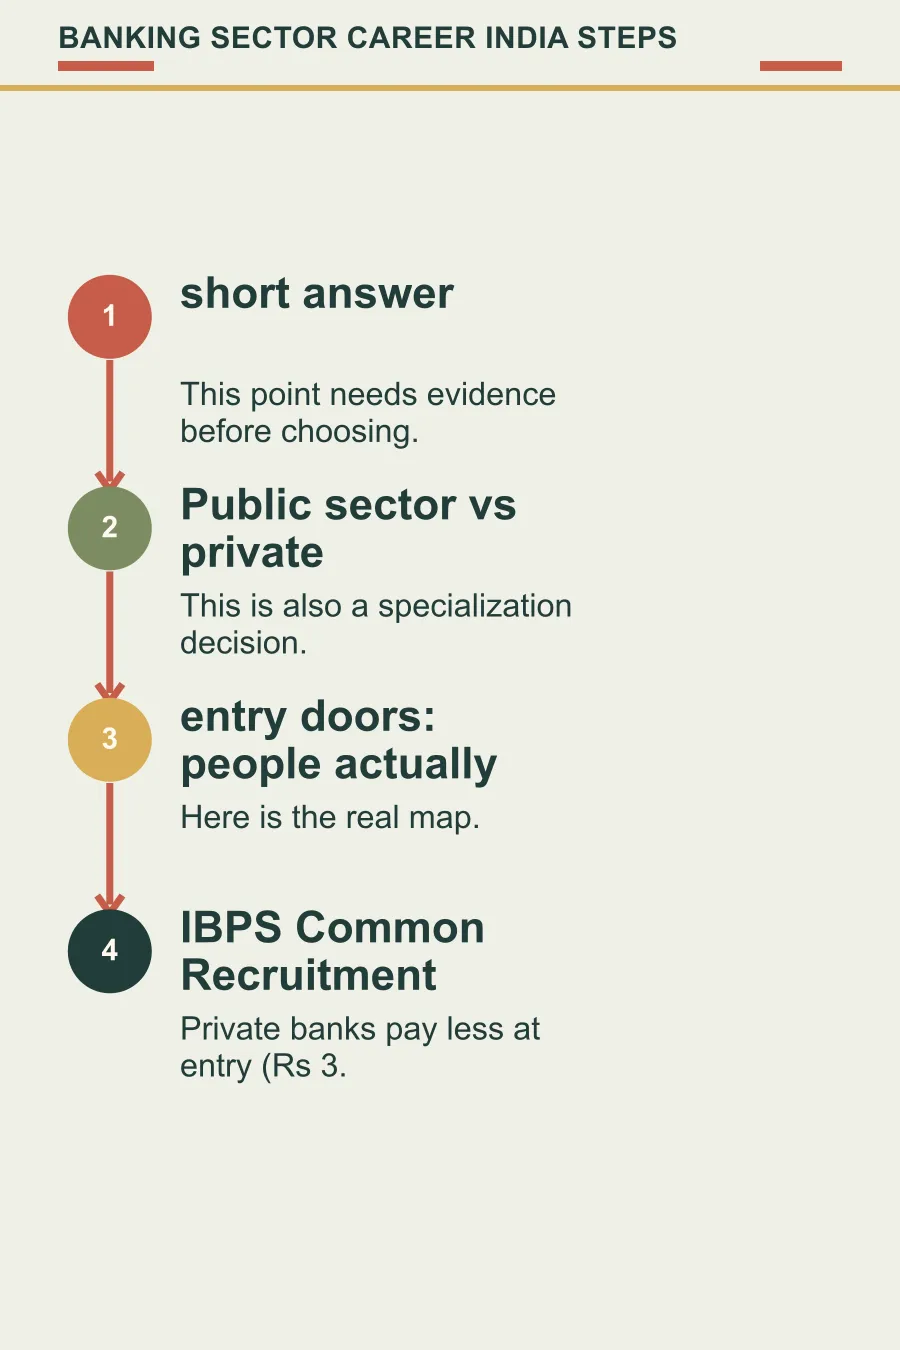 BANKING SECTOR CAREER INDIA STEPS
1
short answer
This point needs evidence
before choosing.
2
Public sector vs
private
This is also a specialization
decision.
3
entry doors:
people actually
Here is the real map.
4
IBPS Common
Recruitment
Private banks pay less at
entry (Rs 3.